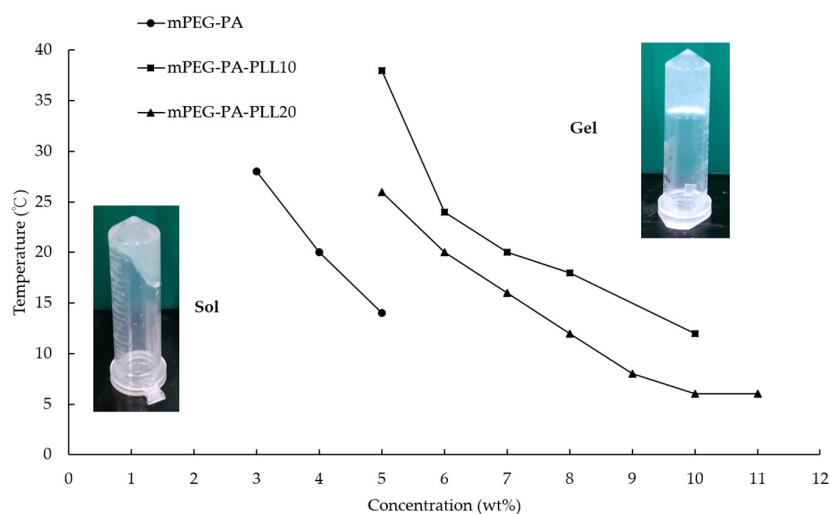 mPEG-PA
mPEG-PA-PLL10
mPEG-PA-PLL20
Gel
Sol
Temperature (℃)
40
35
30
25
20
15
10
5
0
0 1 2 3 4 5 6 7 8 9 10 11 12
Concentration (wt%)